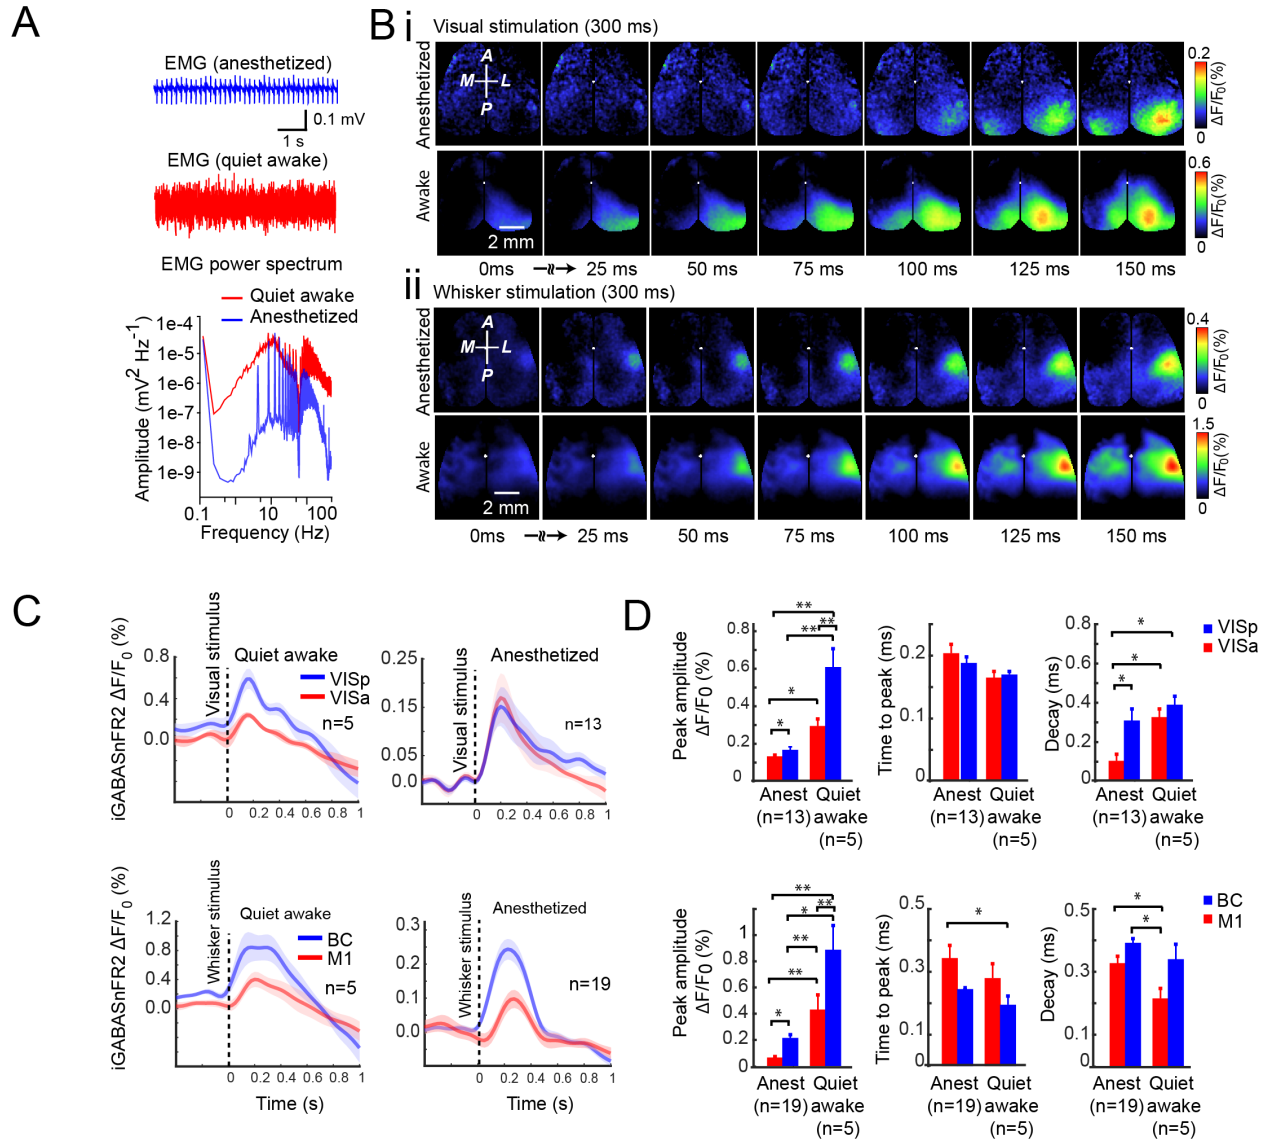 A
EMG (anesthetized)
0.1 mV
1 s
EMG (quiet awake)
EMG power spectrum
Quiet awake
Anesthetized
Amplitude (mV² Hz⁻¹)
1e-4
1e-5
1e-6
1e-7
1e-8
1e-9
0.1 10 100
Frequency (Hz)
B
i
Visual stimulation (300 ms)
Anesthetized
A
M L
P
0.2
0
ΔF/F₀(%)
Awake
2 mm
0.6
0
ΔF/F₀(%)
0ms 25 ms 50 ms 75 ms 100 ms 125 ms 150 ms
ii
Whisker stimulation (300 ms)
Anesthetized
A
M L
P
0.4
0
ΔF/F₀(%)
Awake
2 mm
1.5
0
ΔF/F₀(%)
0ms 25 ms 50 ms 75 ms 100 ms 125 ms 150 ms
C
iGABASnFR2 ΔF/F₀ (%)
0.8
0.4
0.0
Visual stimulus
Quiet awake
VISp
VISa
n=5
0 0.2 0.4 0.6 0.8 1
0.25
0.15
0.05
0.0
Visual stimulus
Anesthetized
n=13
0 0.2 0.4 0.6 0.8 1
iGABASnFR2 ΔF/F₀ (%)
1.2
0.8
0.4
0.0
Whisker stimulus
Quiet awake
BC
M1
n=5
0 0.2 0.4 0.6 0.8 1
Time (s)
0.3
0.2
0.1
0.0
Whisker stimulus
Anesthetized
n=19
0 0.2 0.4 0.6 0.8 1
Time (s)
D
Peak amplitude
ΔF/F₀ (%)
0.8
0.6
0.4
0.2
0
**
**
**
*
*
Anest Quiet
(n=13) awake
(n=5)
Time to peak (ms)
0.2
0.1
0
Anest Quiet
(n=13) awake
(n=5)
Decay (ms)
0.8
0.6
0.4
0.2
0
*
*
*
VISp
VISa
Anest Quiet
(n=13) awake
(n=5)
Peak amplitude
ΔF/F₀ (%)
0.8
0.6
0.4
0.2
0
**
**
*
**
**
*
Anest Quiet
(n=19) awake
(n=5)
Time to peak (ms)
0.5
0.3
0.1
0
*
Anest Quiet
(n=19) awake
(n=5)
Decay (ms)
0.5
0.3
0.1
0
*
*
BC
M1
Anest Quiet
(n=19) awake
(n=5)